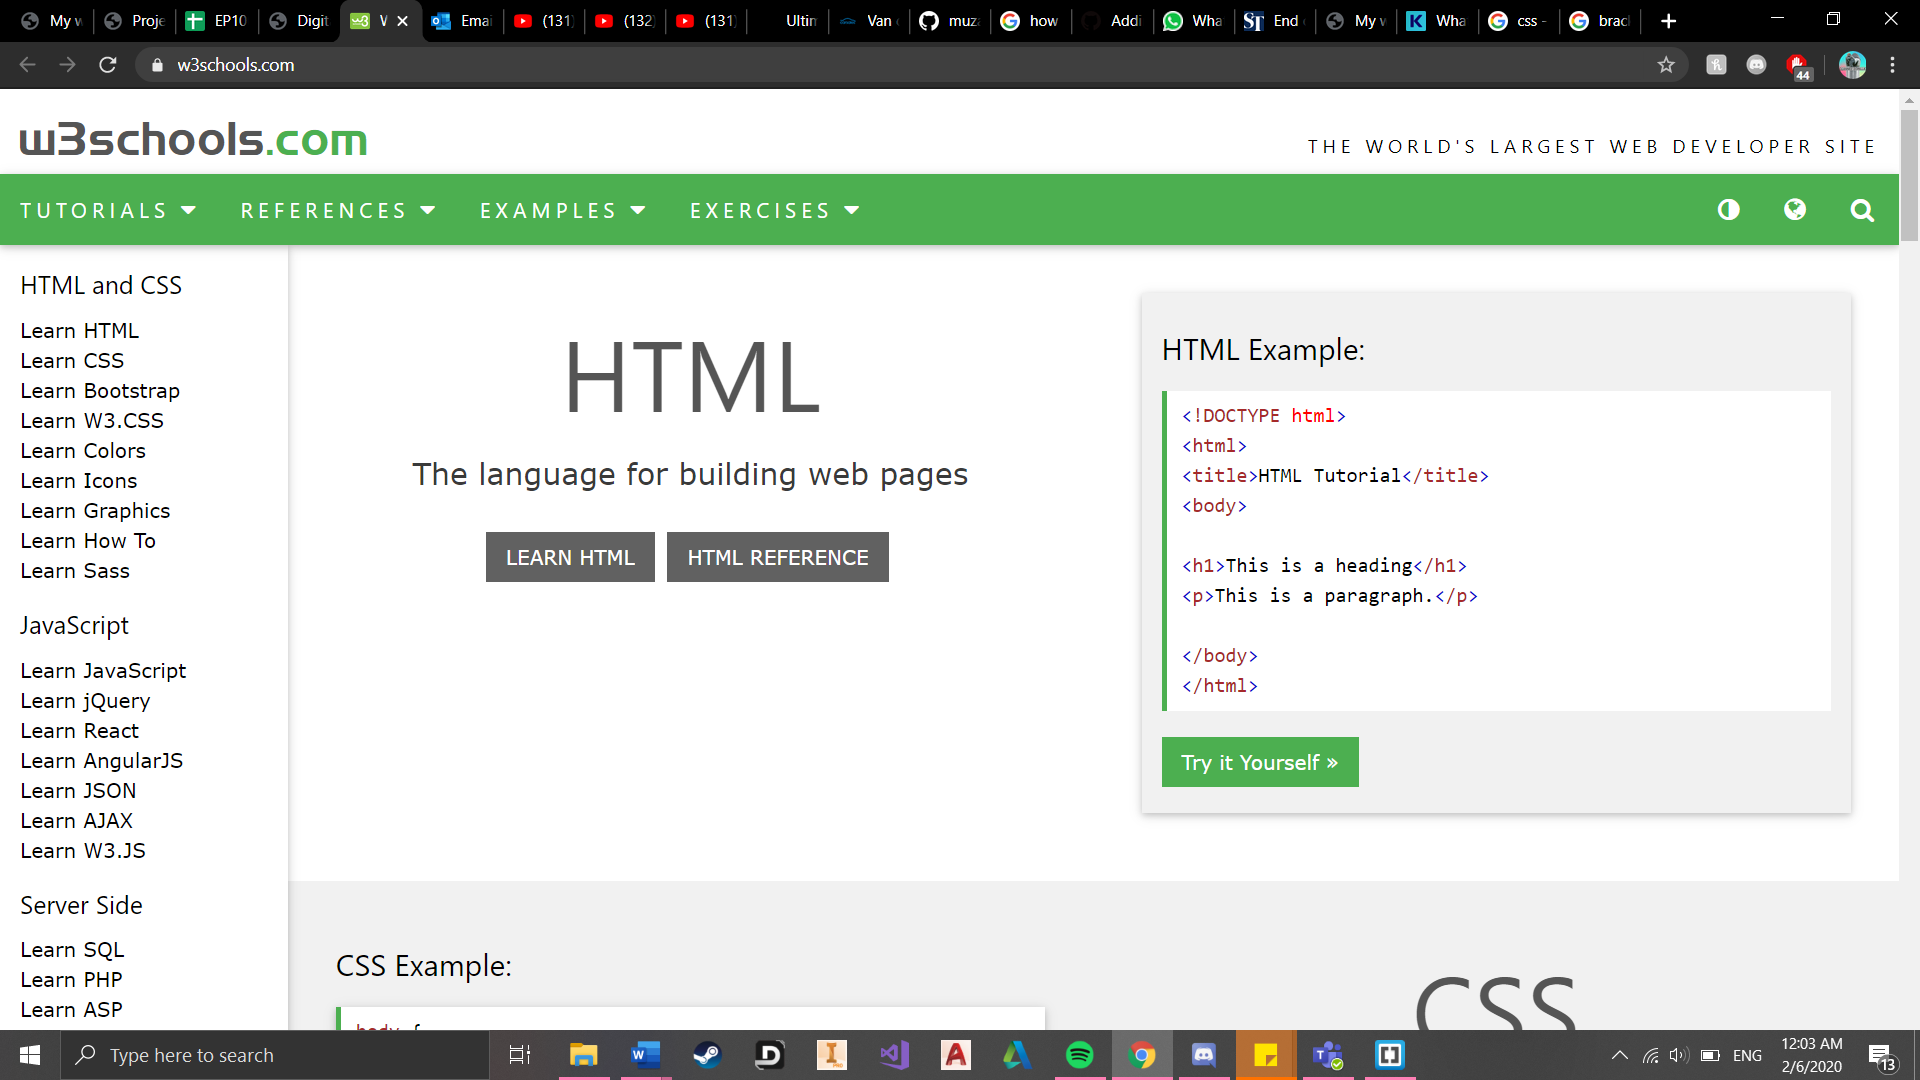 My w
Proje
EP10
Digit
W
Emai
(131)
(132)
(131)
Ultim
Van
muza
how
Addi
Wha
End
My w
Wha
css -
brac
w3schools.com
44
w3schools.com
THE WORLD'S LARGEST WEB DEVELOPER SITE
TUTORIALS REFERENCES EXAMPLES EXERCISES
HTML and CSS
Learn HTML
Learn CSS
Learn Bootstrap
Learn W3.CSS
Learn Colors
Learn Icons
Learn Graphics
Learn How To
Learn Sass
JavaScript
Learn JavaScript
Learn jQuery
Learn React
Learn AngularJS
Learn JSON
Learn AJAX
Learn W3.JS
Server Side
Learn SQL
Learn PHP
Learn ASP
HTML
The language for building web pages
LEARN HTML
HTML REFERENCE
HTML Example:
<!DOCTYPE html>
<html>
<title>HTML Tutorial</title>
<body>
<h1>This is a heading</h1>
<p>This is a paragraph.</p>
</body>
</html>
Try it Yourself »
CSS Example:
body {
CSS
Type here to search
ENG
12:03 AM
2/6/2020
13